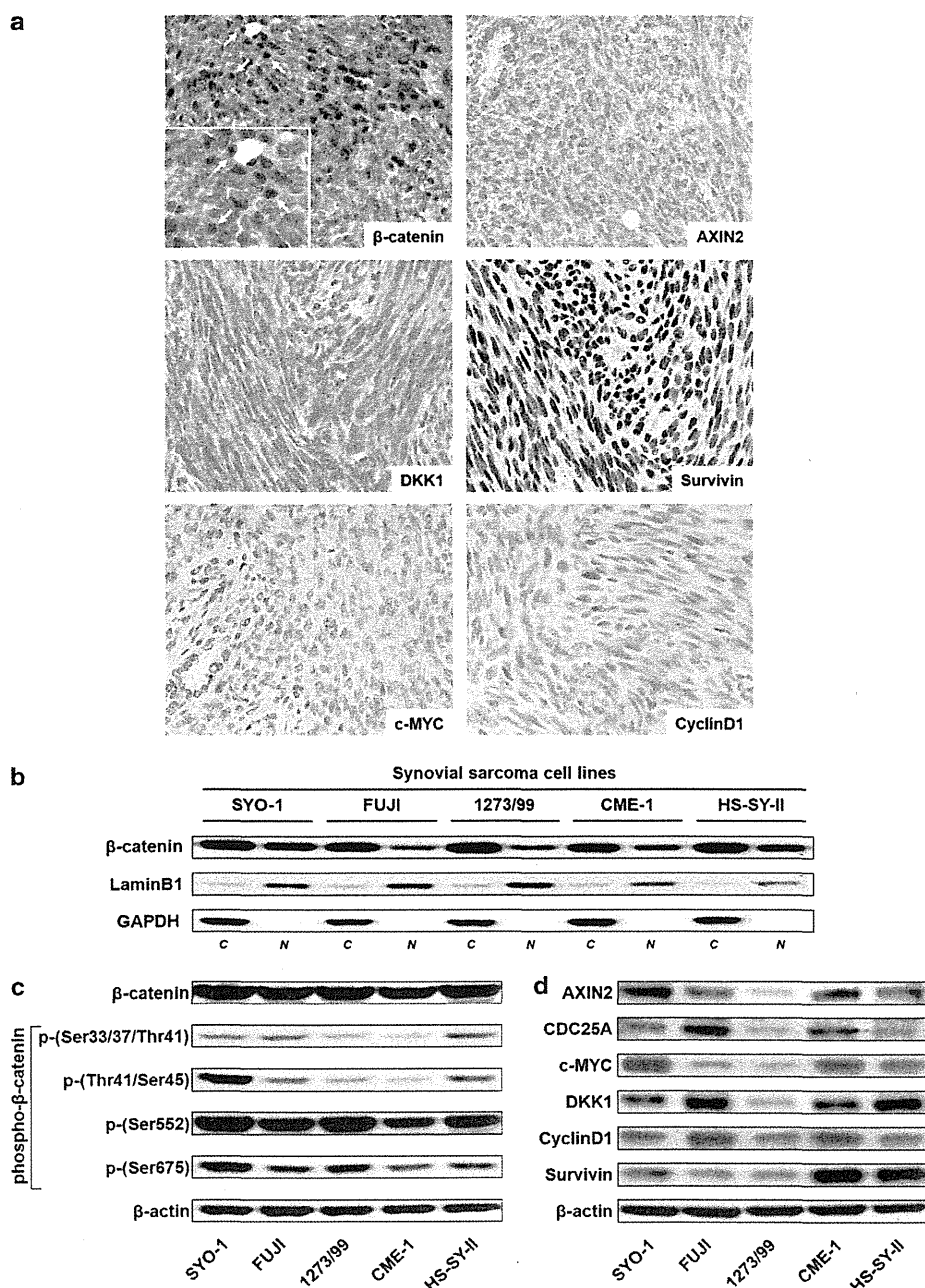 a
β-catenin
AXIN2
DKK1
Survivin
c-MYC
CyclinD1
b
Synovial sarcoma cell lines
SYO-1 FUJI 1273/99 CME-1 HS-SY-II
β-catenin
LaminB1
GAPDH
C N C N C N C N C N
c
β-catenin
phospho-β-catenin
p-(Ser33/37/Thr41)
p-(Thr41/Ser45)
p-(Ser552)
p-(Ser675)
β-actin
SYO-1 FUJI 1273/99 CME-1 HS-SY-II
d
AXIN2
CDC25A
c-MYC
DKK1
CyclinD1
Survivin
β-actin
SYO-1 FUJI 1273/99 CME-1 HS-SY-II